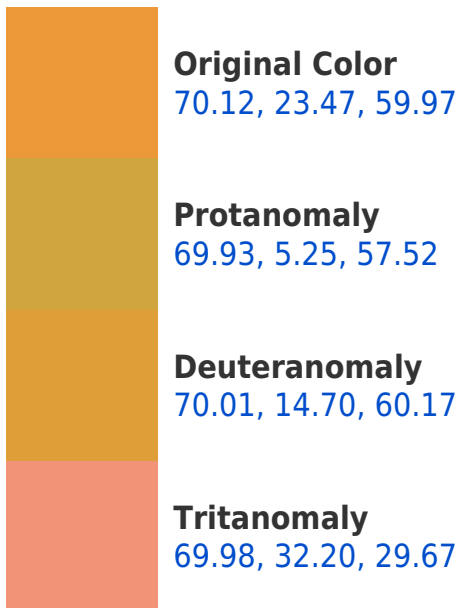 Original Color
70.12, 23.47, 59.97
Protanomaly
69.93, 5.25, 57.52
Deuteranomaly
70.01, 14.70, 60.17
Tritanomaly
69.98, 32.20, 29.67